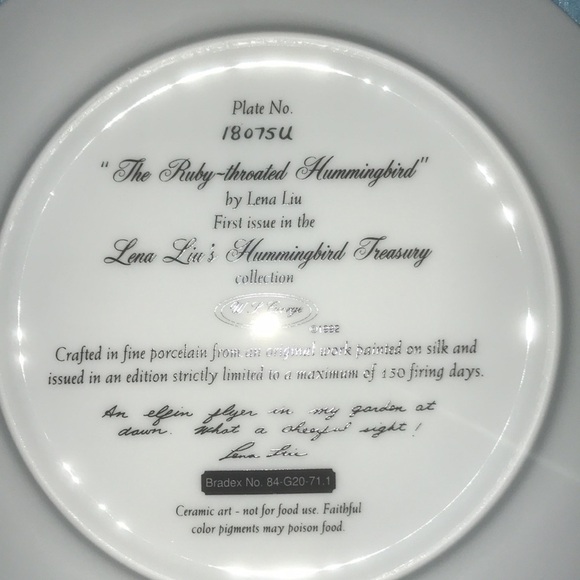 Plate No.
18075U
"The Ruby-throated Hummingbird"
by Lena Liu
First issue in the
Lena Liu's Hummingbird Treasury
collection
W. L. George
©1992
Crafted in fine porcelain from an original work painted on silk and
issued in an edition strictly limited to a maximum of 150 firing days.
An elfin flyer in my garden at
dawn. What a cheerful sight!
Lena Liu
Bradex No. 84-G20-71.1
Ceramic art - not for food use. Faithful
color pigments may poison food.